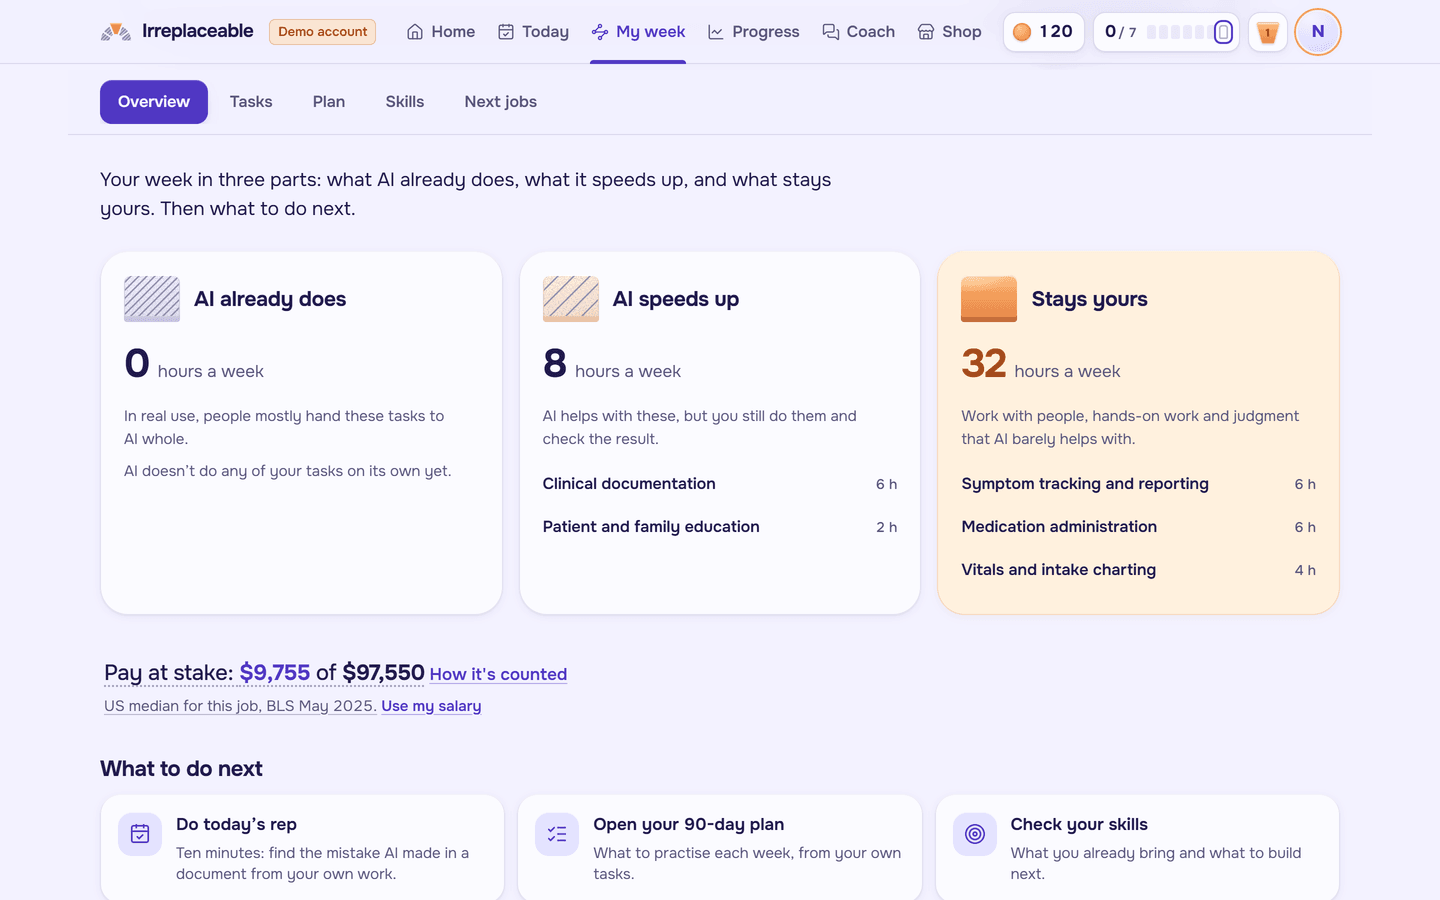 Irreplaceable
Demo account
Home
Today
My week
Progress
Coach
Shop
120
0 / 7
1
N
Overview
Tasks
Plan
Skills
Next jobs
Your week in three parts: what AI already does, what it speeds up, and what stays
yours. Then what to do next.
AI already does
0 hours a week
In real use, people mostly hand these tasks to
AI whole.
AI doesn’t do any of your tasks on its own yet.
AI speeds up
8 hours a week
AI helps with these, but you still do them and
check the result.
Clinical documentation 6 h
Patient and family education 2 h
Stays yours
32 hours a week
Work with people, hands-on work and judgment
that AI barely helps with.
Symptom tracking and reporting 6 h
Medication administration 6 h
Vitals and intake charting 4 h
Pay at stake: $9,755 of $97,550 How it's counted
US median for this job, BLS May 2025. Use my salary
What to do next
Do today’s rep
Ten minutes: find the mistake AI made in a
document from your own work.
Open your 90-day plan
What to practise each week, from your own
tasks.
Check your skills
What you already bring and what to build
next.